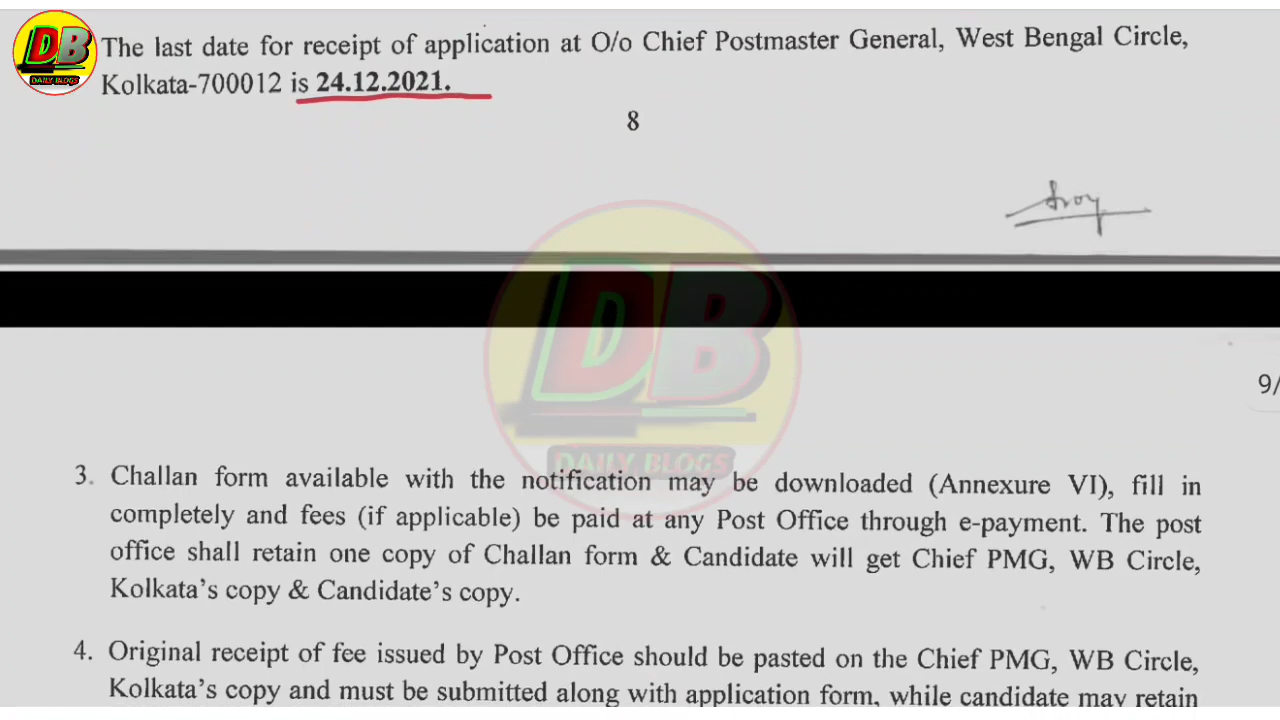 DB
DAILY BLOGS
The last date for receipt of application at O/o Chief Postmaster General, West Bengal Circle,
Kolkata-700012 is 24.12.2021.
8
DB
DAILY BLOGS
9/
3. Challan form available with the notification may be downloaded (Annexure VI), fill in
completely and fees (if applicable) be paid at any Post Office through e-payment. The post
office shall retain one copy of Challan form & Candidate will get Chief PMG, WB Circle,
Kolkata's copy & Candidate's copy.
4. Original receipt of fee issued by Post Office should be pasted on the Chief PMG, WB Circle,
Kolkata's copy and must be submitted along with application form, while candidate may retain